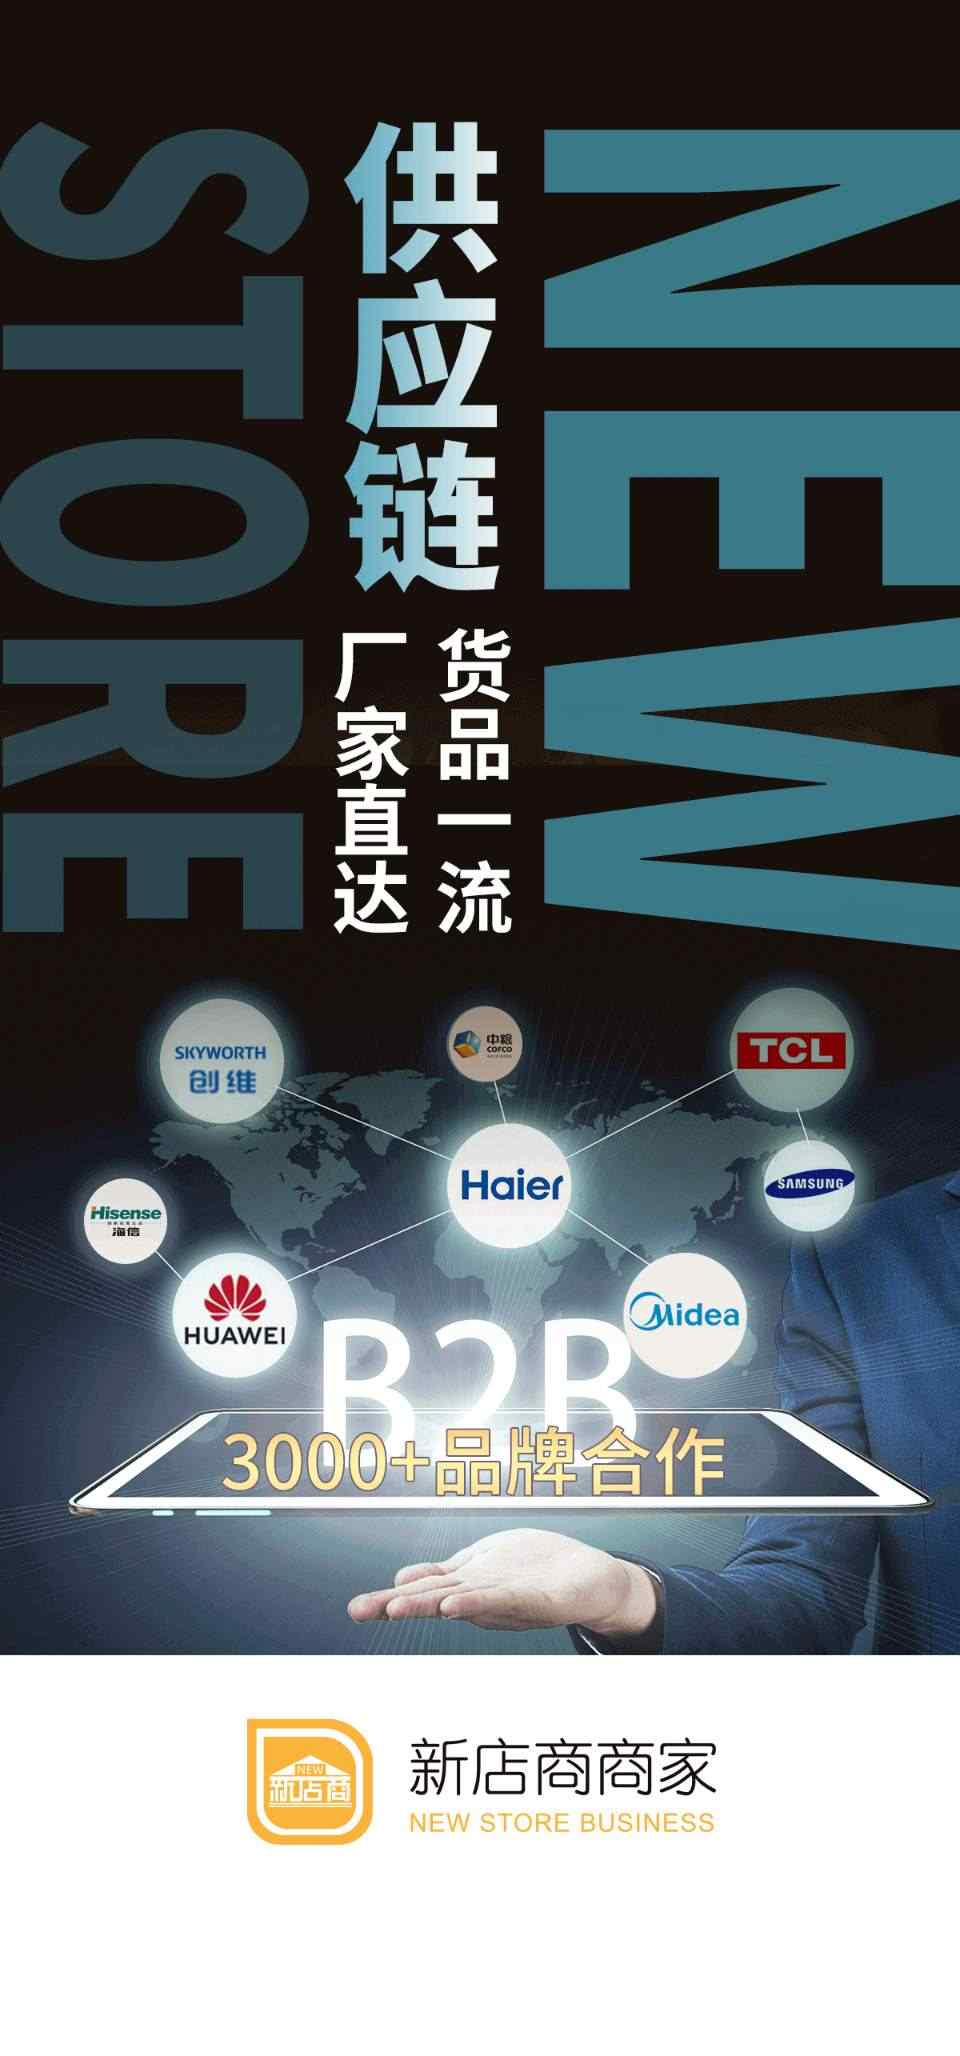 NEW
STORE
供应链
货品一流
厂家直达
SKYWORTH
创维
中粮
COFCO
TCL
Haier
SAMSUNG
Hisense
海信
HUAWEI
Midea
B2B
3000+品牌合作
NEW
新店商
新店商商家
NEW STORE BUSINESS